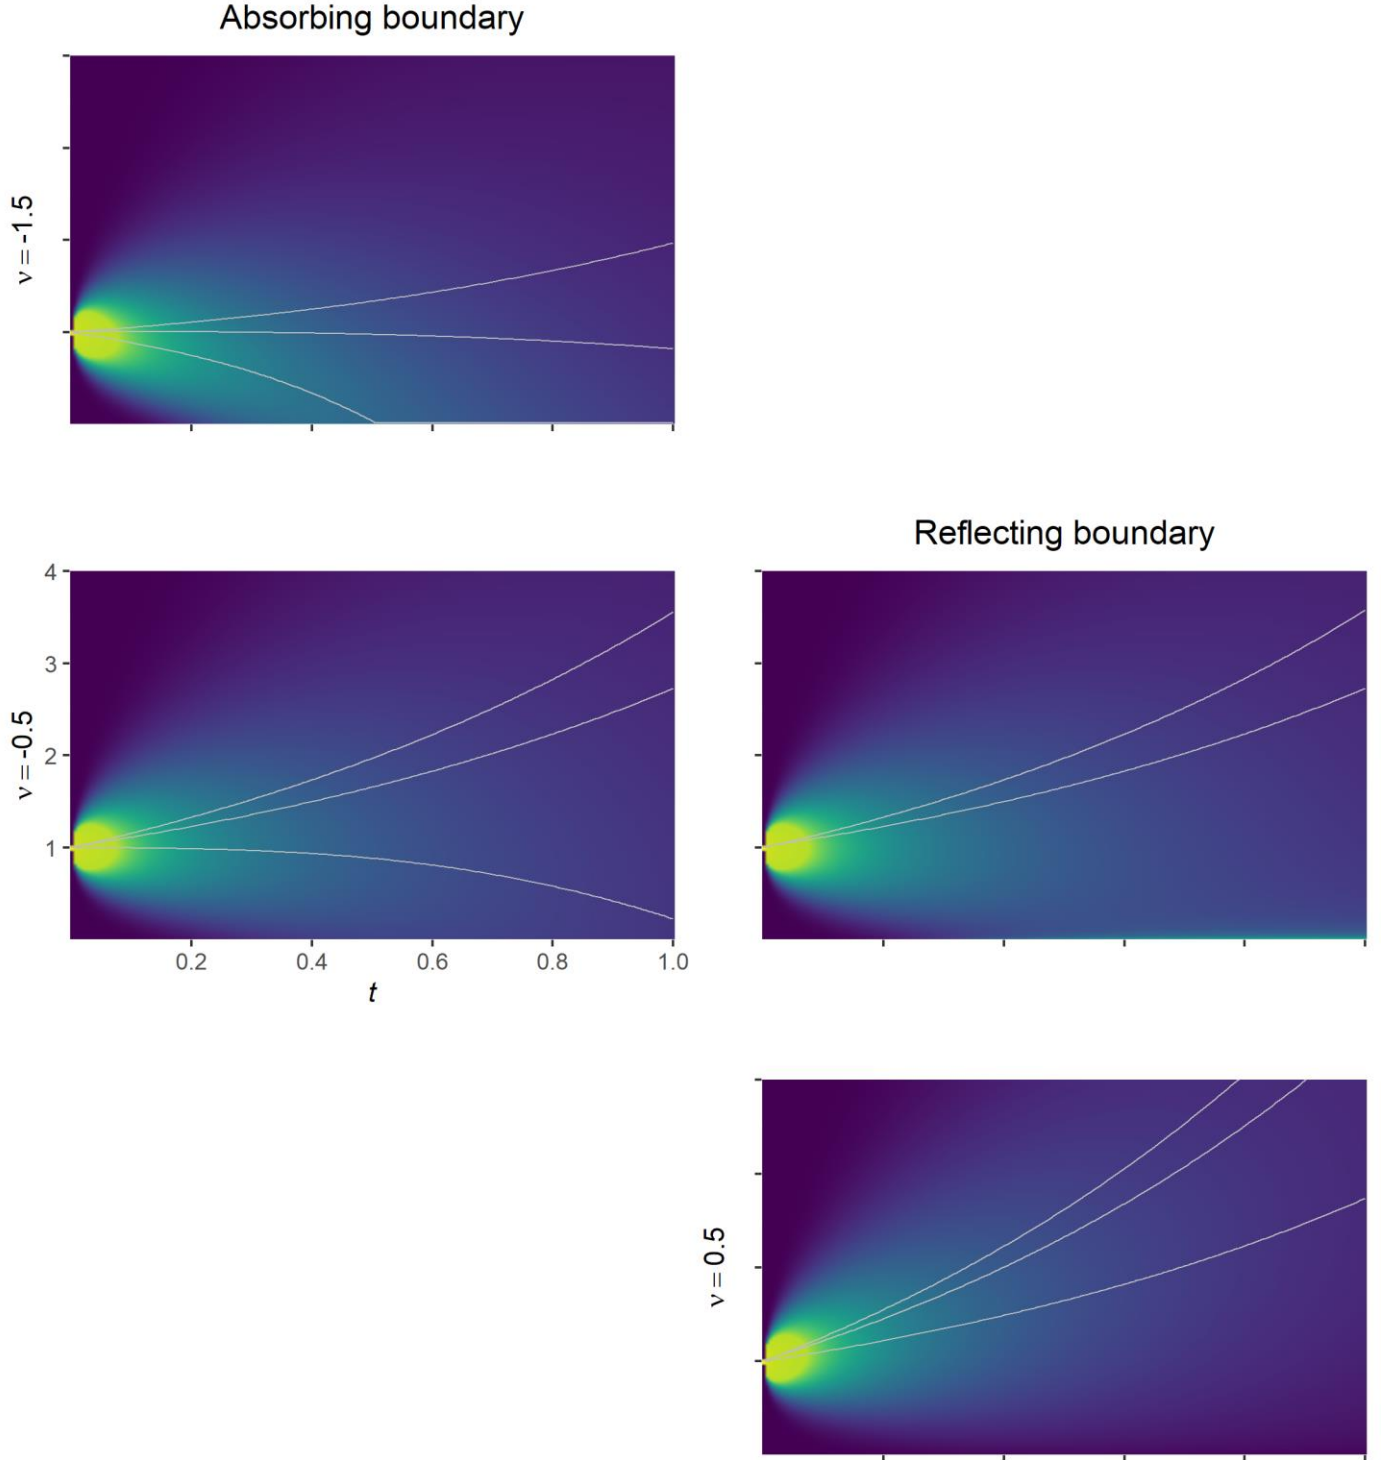 Absorbing boundary
ν = -1.5
Reflecting boundary
ν = -0.5
4
3
2
1
0.2 0.4 0.6 0.8 1.0
t
ν = 0.5